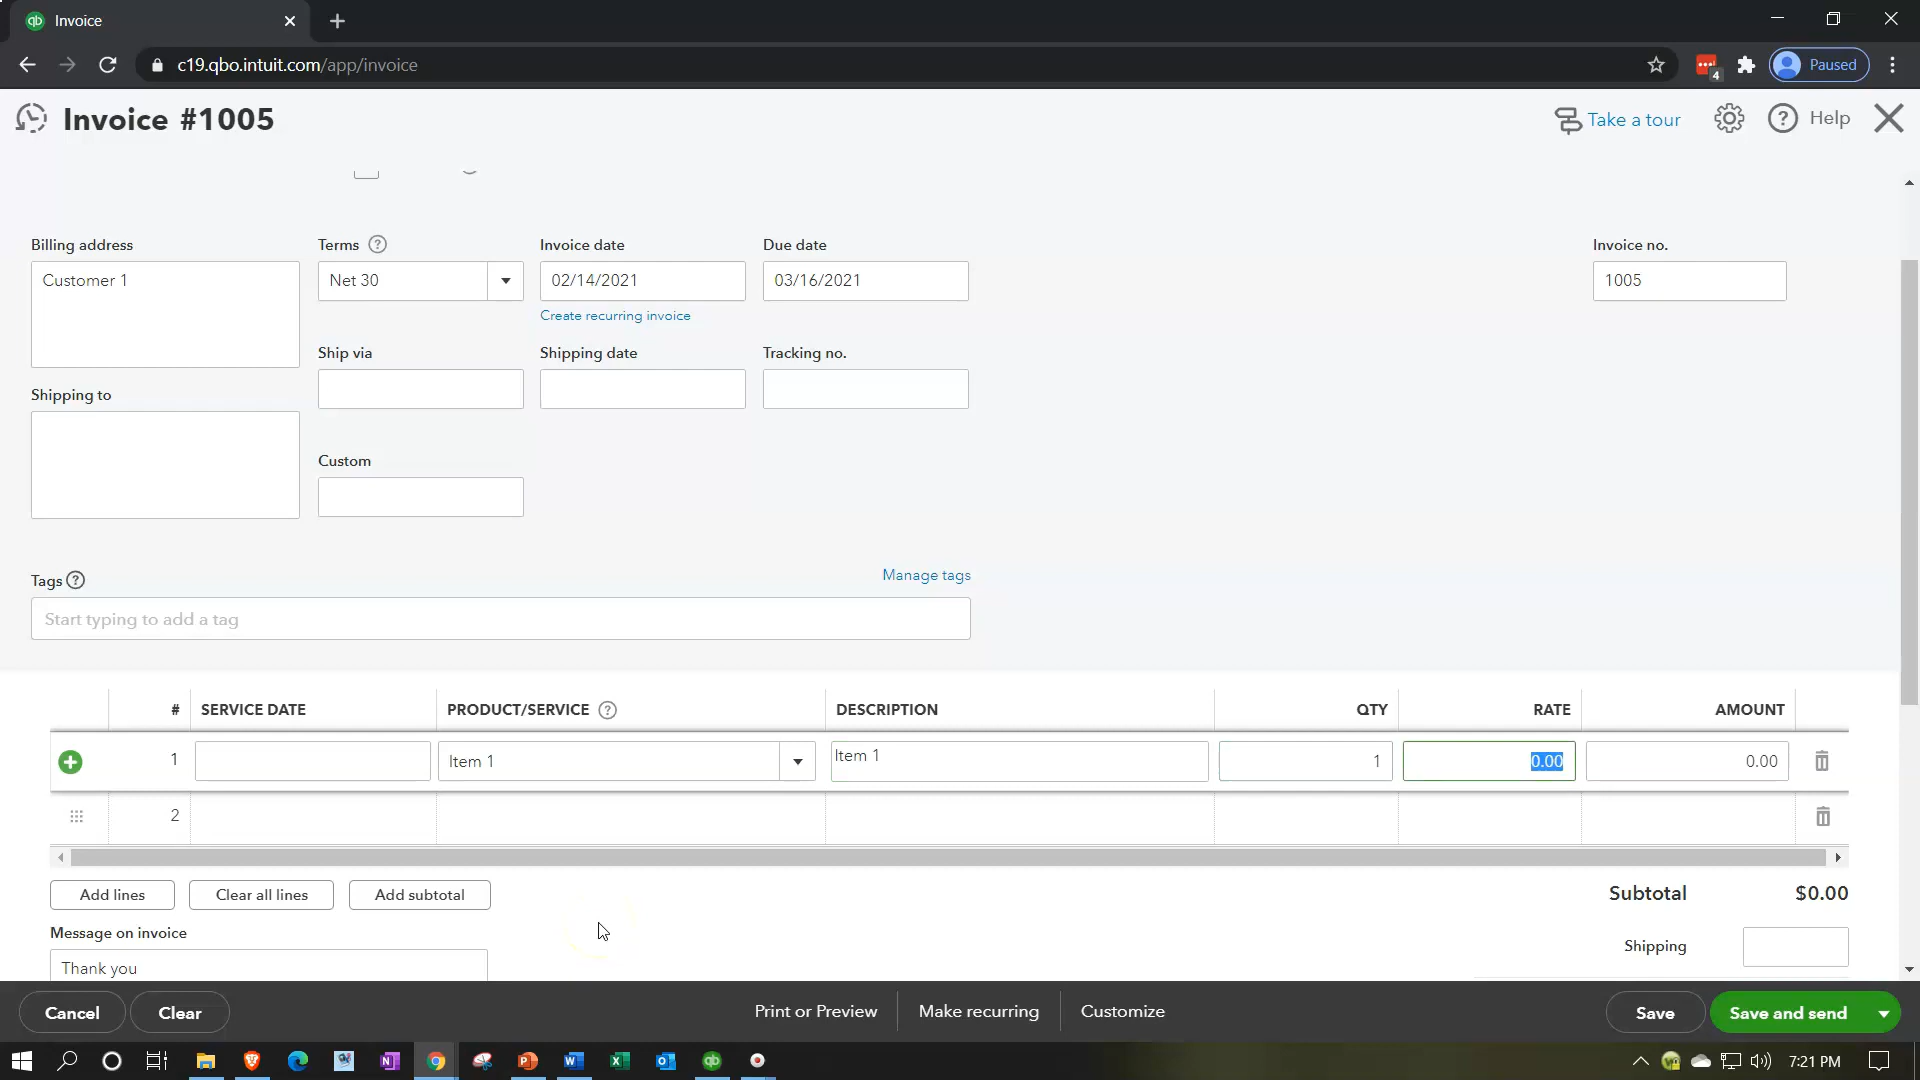 qb Invoice
c19.qbo.intuit.com/app/invoice
4
Paused
Invoice #1005
Take a tour
? Help
Billing address
Terms ?
Invoice date
Due date
Invoice no.
Customer 1
Net 30
02/14/2021
03/16/2021
1005
Create recurring invoice
Ship via
Shipping date
Tracking no.
Shipping to
Custom
Tags ?
Manage tags
Start typing to add a tag
# SERVICE DATE PRODUCT/SERVICE ? DESCRIPTION QTY RATE AMOUNT
1 Item 1 Item 1 1 0.00 0.00
2
Add lines Clear all lines Add subtotal
Subtotal $0.00
Message on invoice
Shipping
Thank you
Cancel Clear Print or Preview Make recurring Customize Save Save and send
7:21 PM